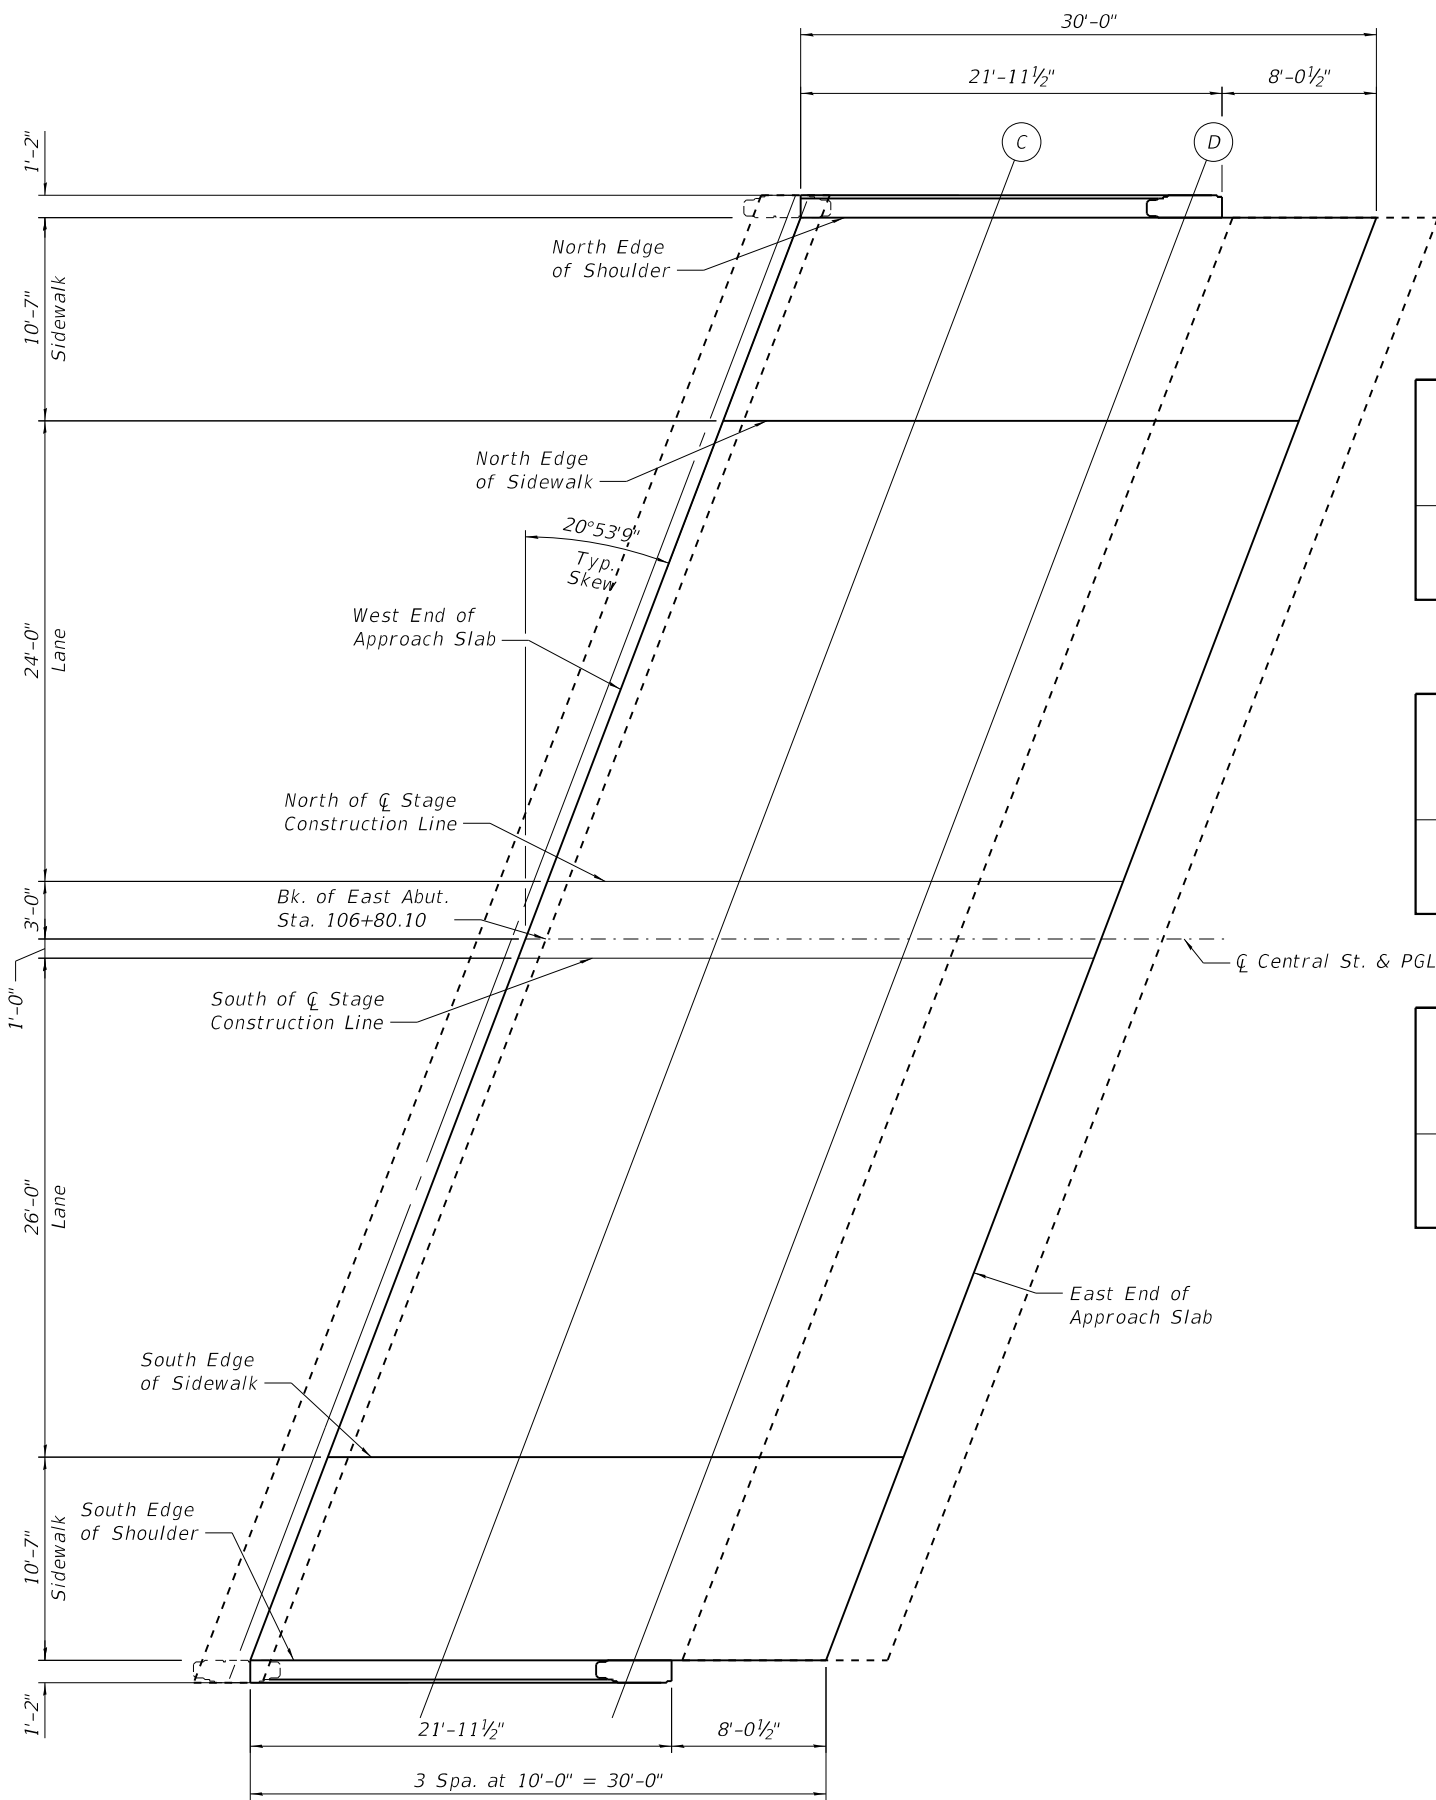 30'-0"
21'-11½"
8'-0½"
C
D
1'-2"
North Edge
of Shoulder
10'-7"
Sidewalk
North Edge
of Sidewalk
20°53'9"
Typ.
Skew
West End of
Approach Slab
24'-0"
Lane
North of ℄ Stage
Construction Line
3'-0"
Bk. of East Abut.
Sta. 106+80.10
℄ Central St. & PGL
1'-0"
South of ℄ Stage
Construction Line
26'-0"
Lane
East End of
Approach Slab
South Edge
of Sidewalk
South Edge
of Shoulder
10'-7"
Sidewalk
1'-2"
21'-11½"
8'-0½"
3 Spa. at 10'-0" = 30'-0"